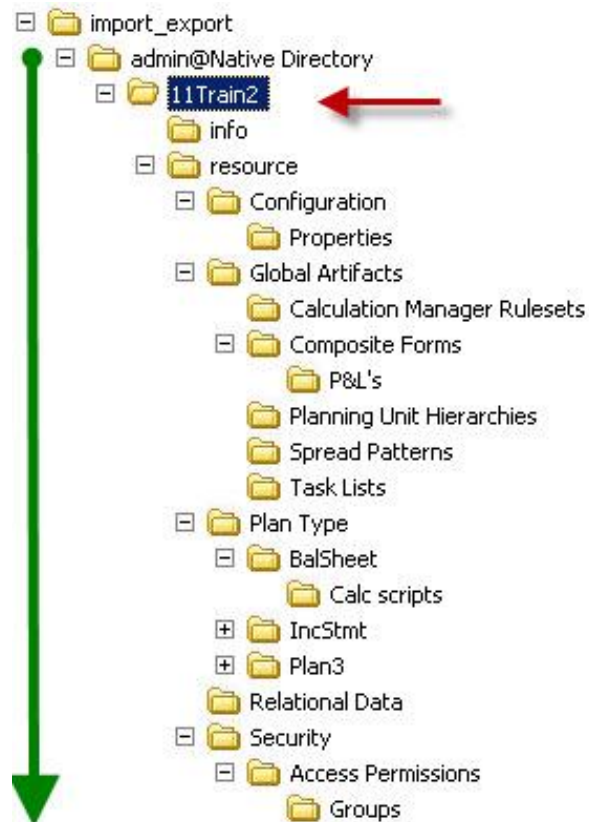 import_export
admin@Native Directory
11Train2
info
resource
Configuration
Properties
Global Artifacts
Calculation Manager Rulesets
Composite Forms
P&L's
Planning Unit Hierarchies
Spread Patterns
Task Lists
Plan Type
BalSheet
Calc scripts
IncStmt
Plan3
Relational Data
Security
Access Permissions
Groups